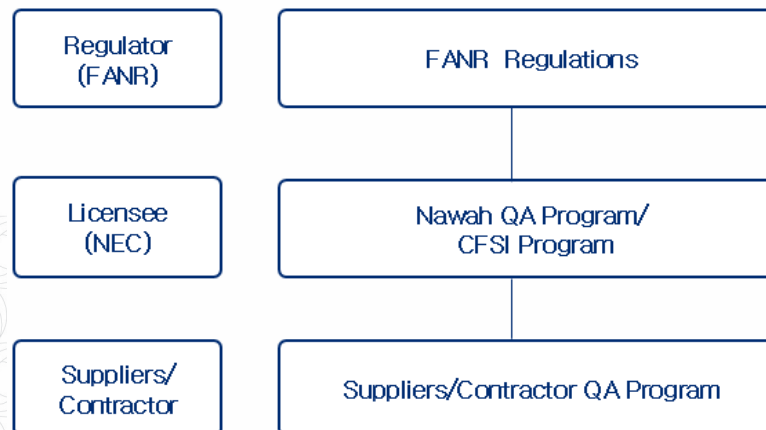 Regulator
(FANR)
FANR Regulations
Licensee
(NEC)
Nawah QA Program/
CFSI Program
Suppliers/
Contractor
Suppliers/Contractor QA Program